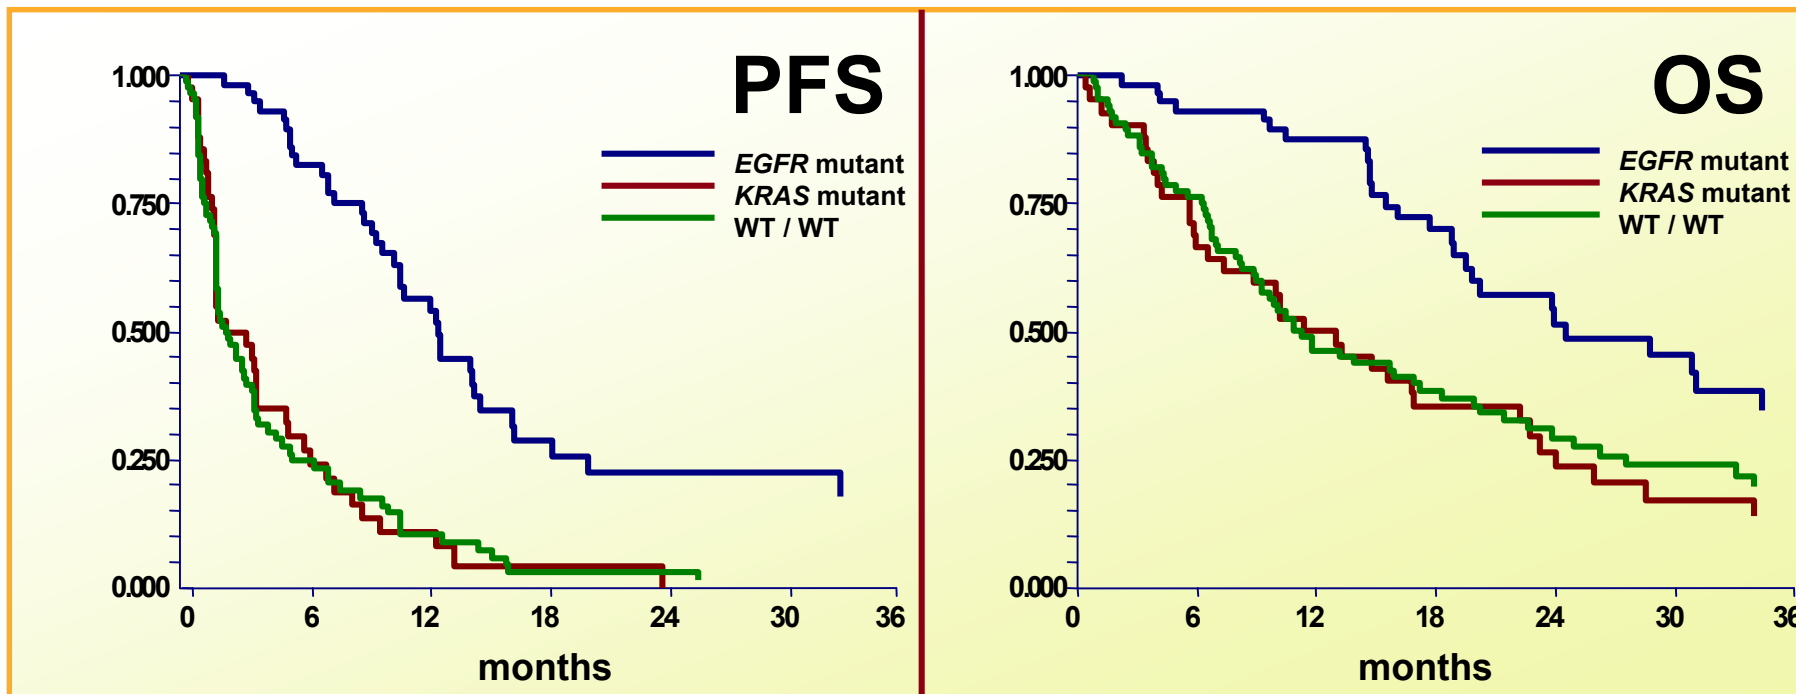 PFS
1.000
0.750
0.500
0.250
0.000
EGFR mutant
KRAS mutant
WT / WT
0 6 12 18 24 30 36
months
OS
1.000
0.750
0.500
0.250
0.000
EGFR mutant
KRAS mutant
WT / WT
0 6 12 18 24 30 36
months